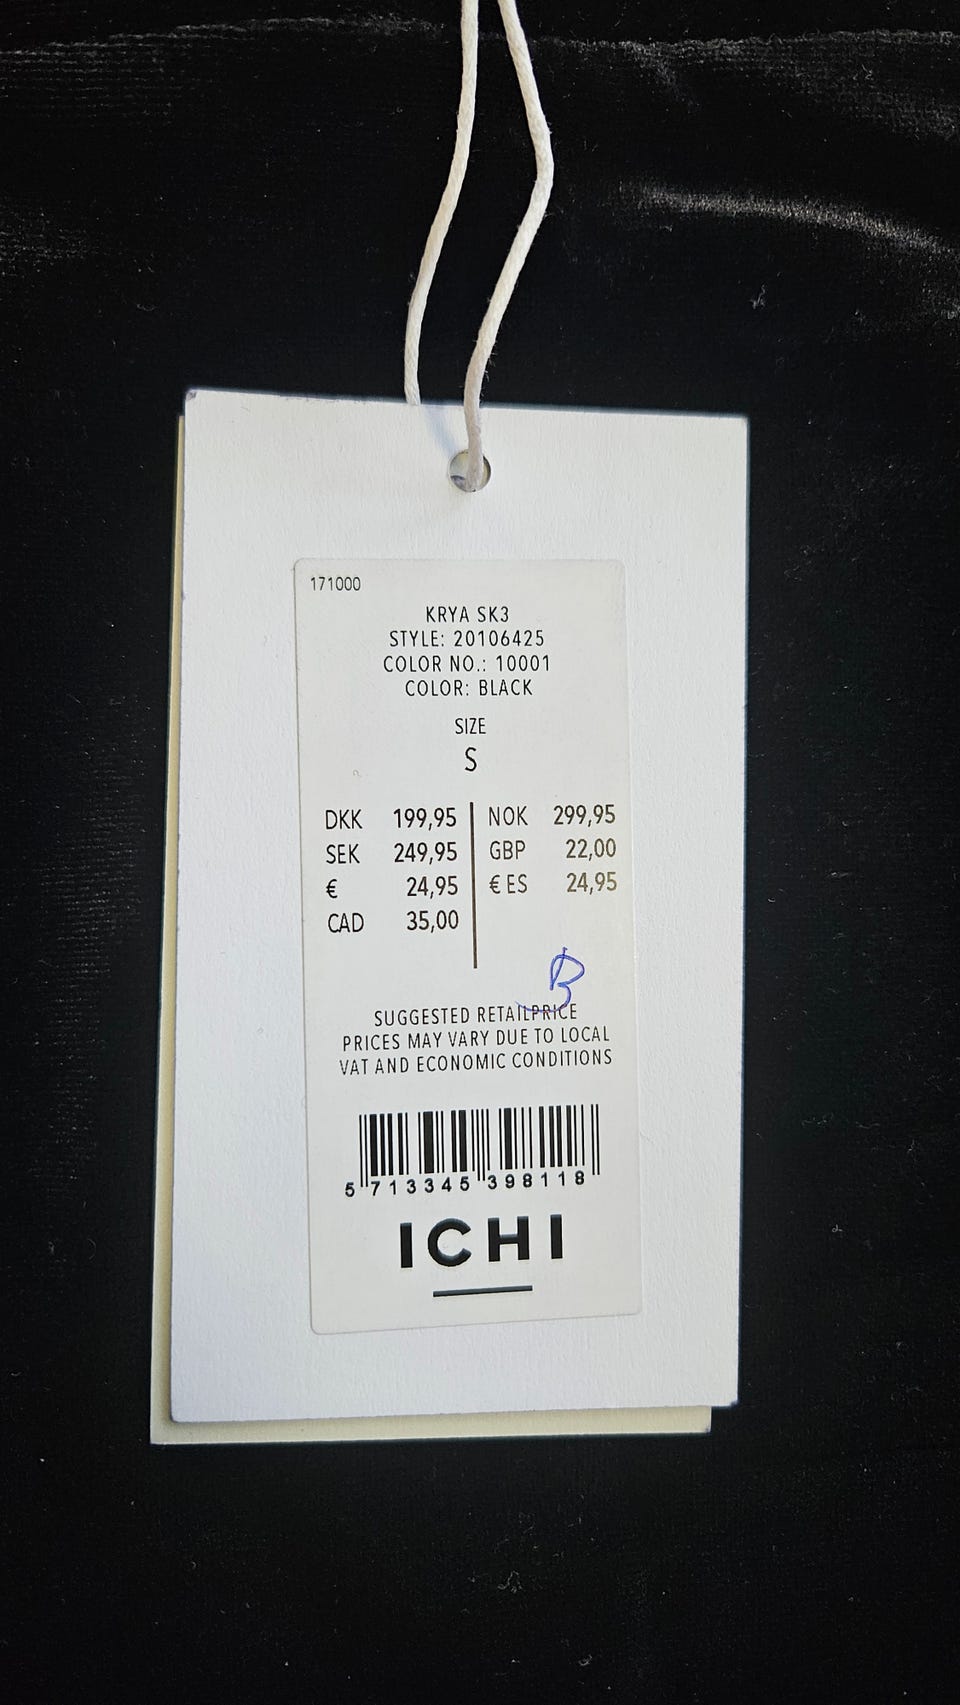 171000
KRYA SK3
STYLE: 20106425
COLOR NO.: 10001
COLOR: BLACK
SIZE
S
DKK 199,95 NOK 299,95
SEK 249,95 GBP 22,00
€ 24,95 € ES 24,95
CAD 35,00
B
SUGGESTED RETAILPRICE
PRICES MAY VARY DUE TO LOCAL
VAT AND ECONOMIC CONDITIONS
5 713345 398118
ICHI